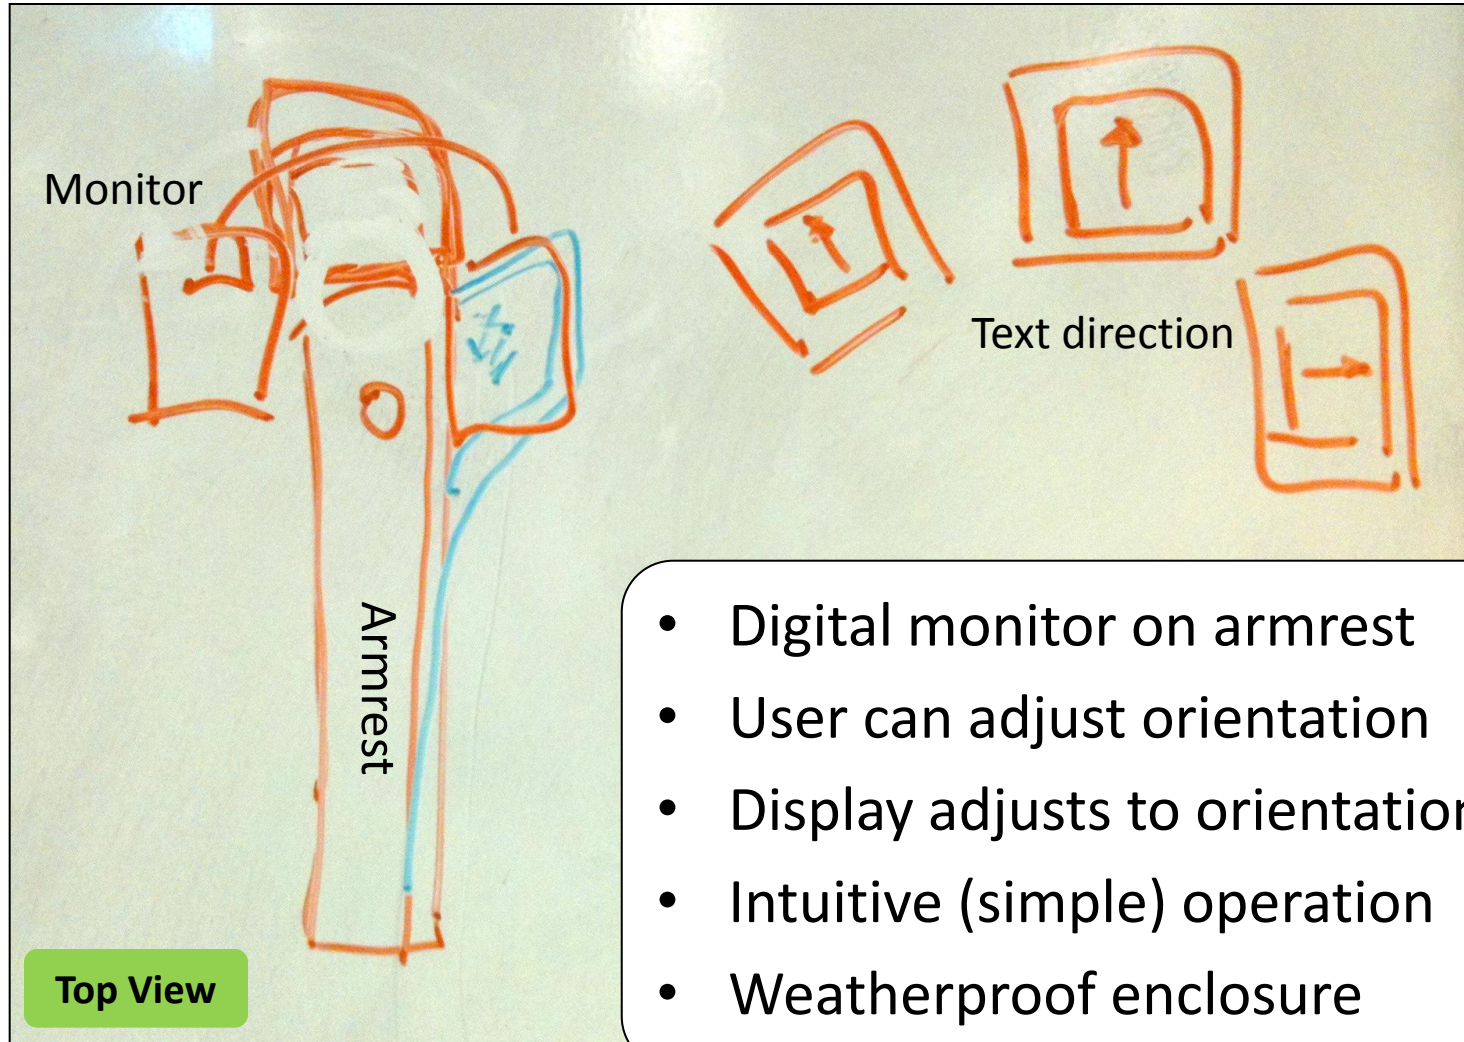 Monitor
Text direction
Armrest
• Digital monitor on armrest
• User can adjust orientation
• Display adjusts to orientation
• Intuitive (simple) operation
• Weatherproof enclosure
Top View